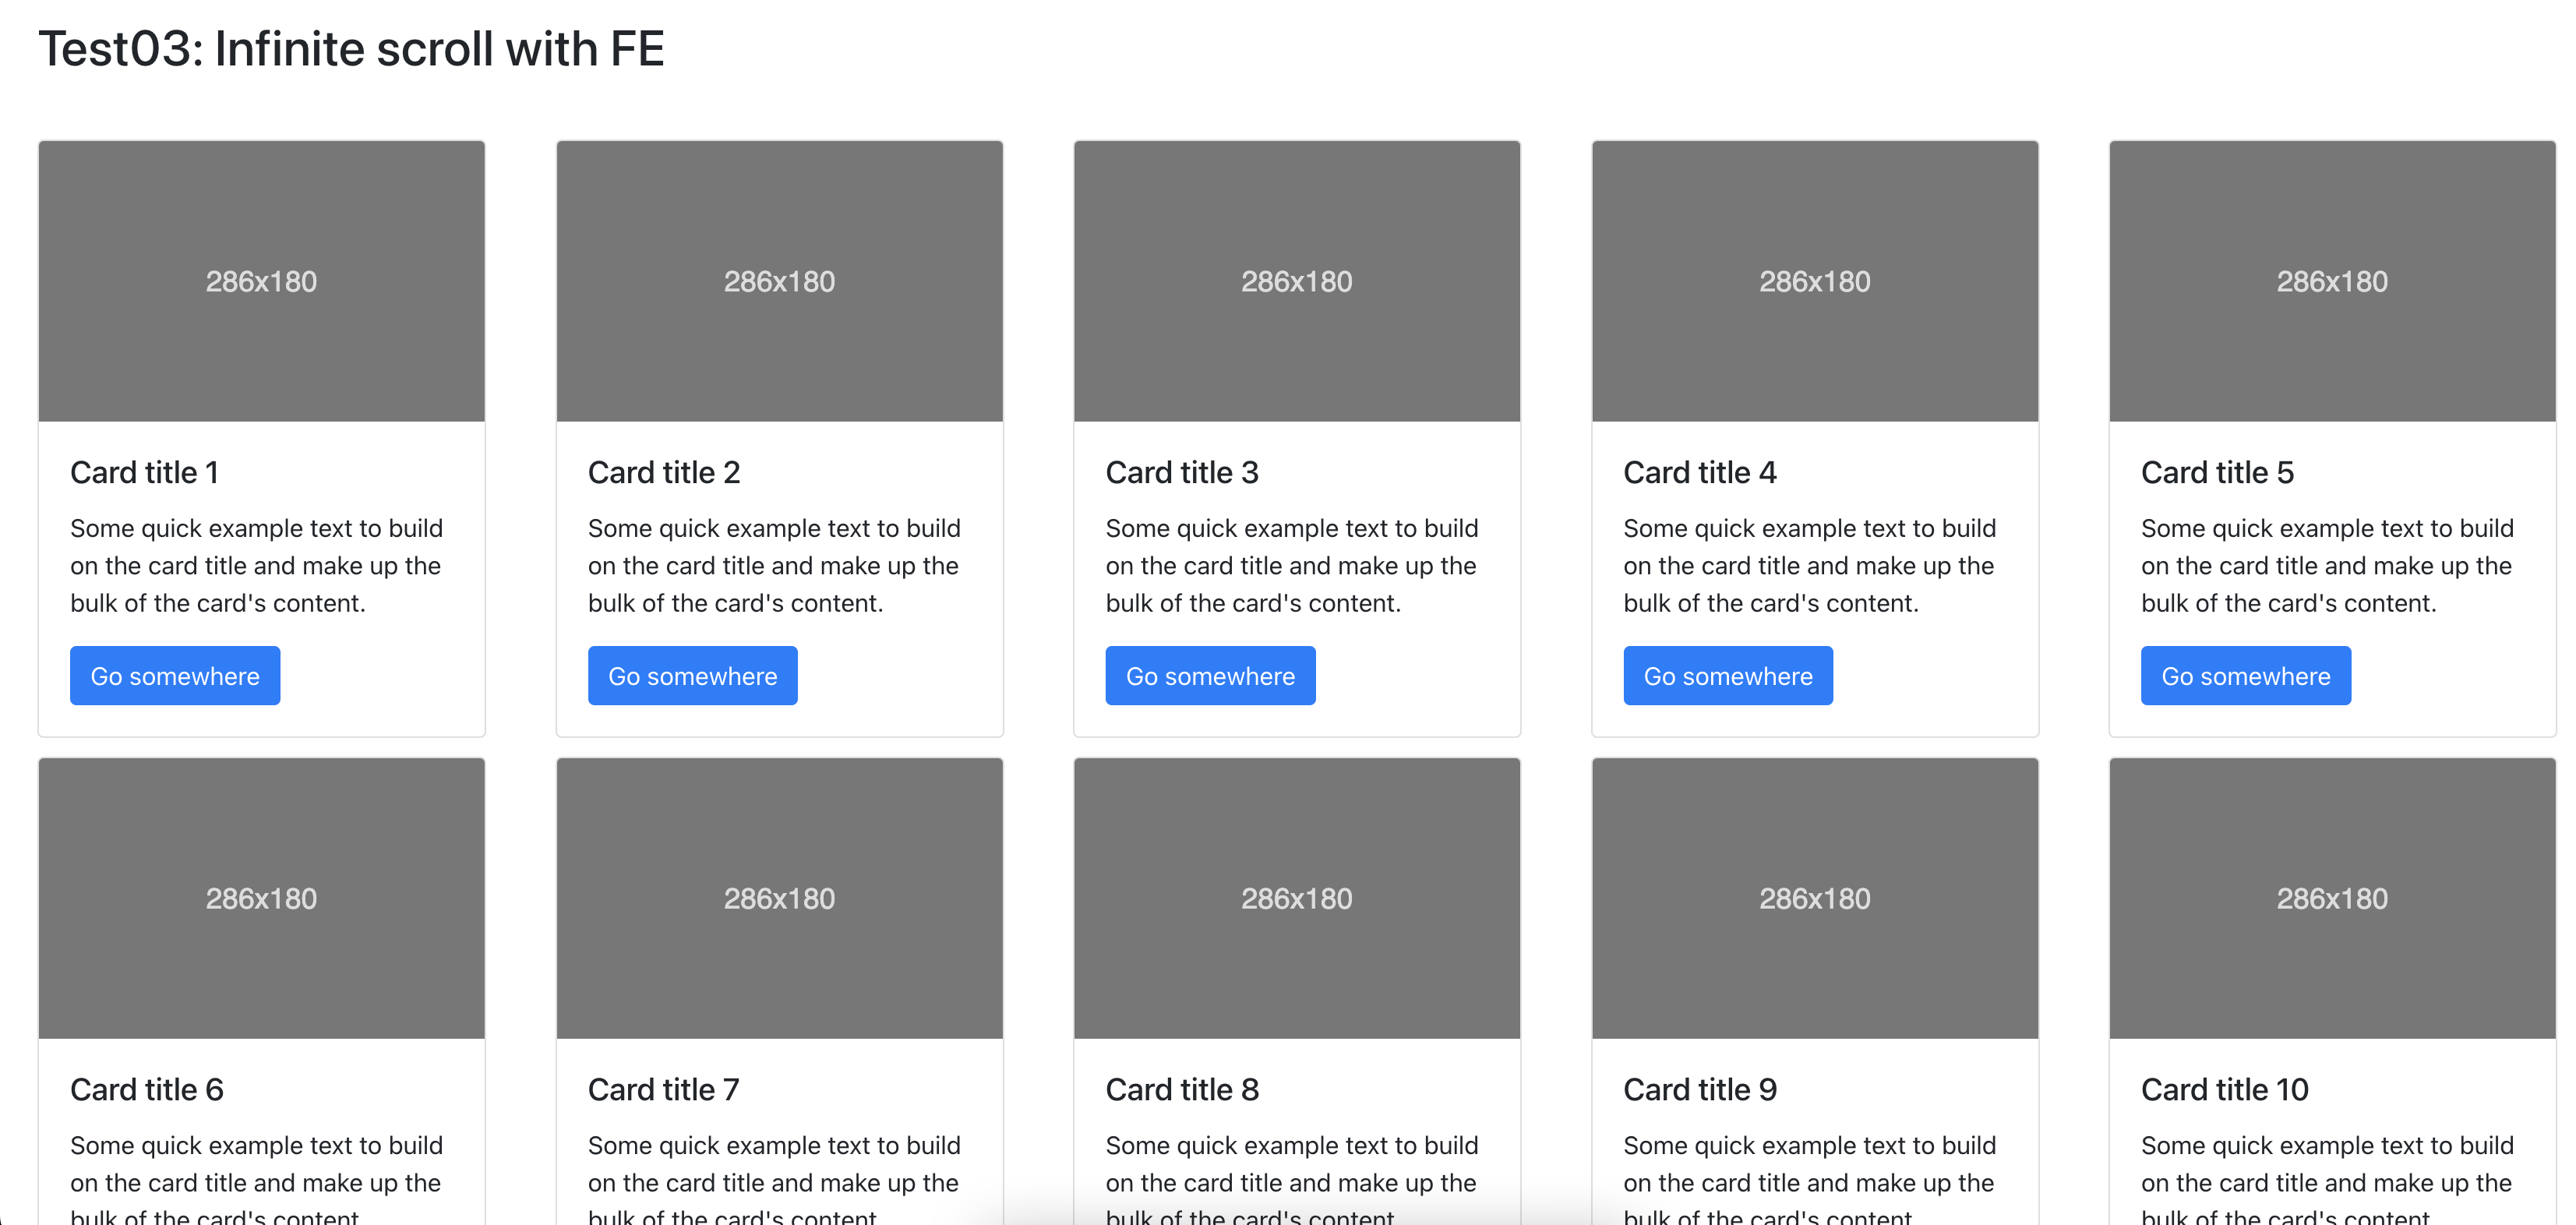 Test03: Infinite scroll with FE
286x180
286x180
286x180
286x180
286x180
Card title 1
Some quick example text to build
on the card title and make up the
bulk of the card's content.
Go somewhere
Card title 2
Some quick example text to build
on the card title and make up the
bulk of the card's content.
Go somewhere
Card title 3
Some quick example text to build
on the card title and make up the
bulk of the card's content.
Go somewhere
Card title 4
Some quick example text to build
on the card title and make up the
bulk of the card's content.
Go somewhere
Card title 5
Some quick example text to build
on the card title and make up the
bulk of the card's content.
Go somewhere
286x180
286x180
286x180
286x180
286x180
Card title 6
Some quick example text to build
on the card title and make up the
bulk of the card's content.
Card title 7
Some quick example text to build
on the card title and make up the
bulk of the card's content.
Card title 8
Some quick example text to build
on the card title and make up the
bulk of the card's content.
Card title 9
Some quick example text to build
on the card title and make up the
bulk of the card's content.
Card title 10
Some quick example text to build
on the card title and make up the
bulk of the card's content.